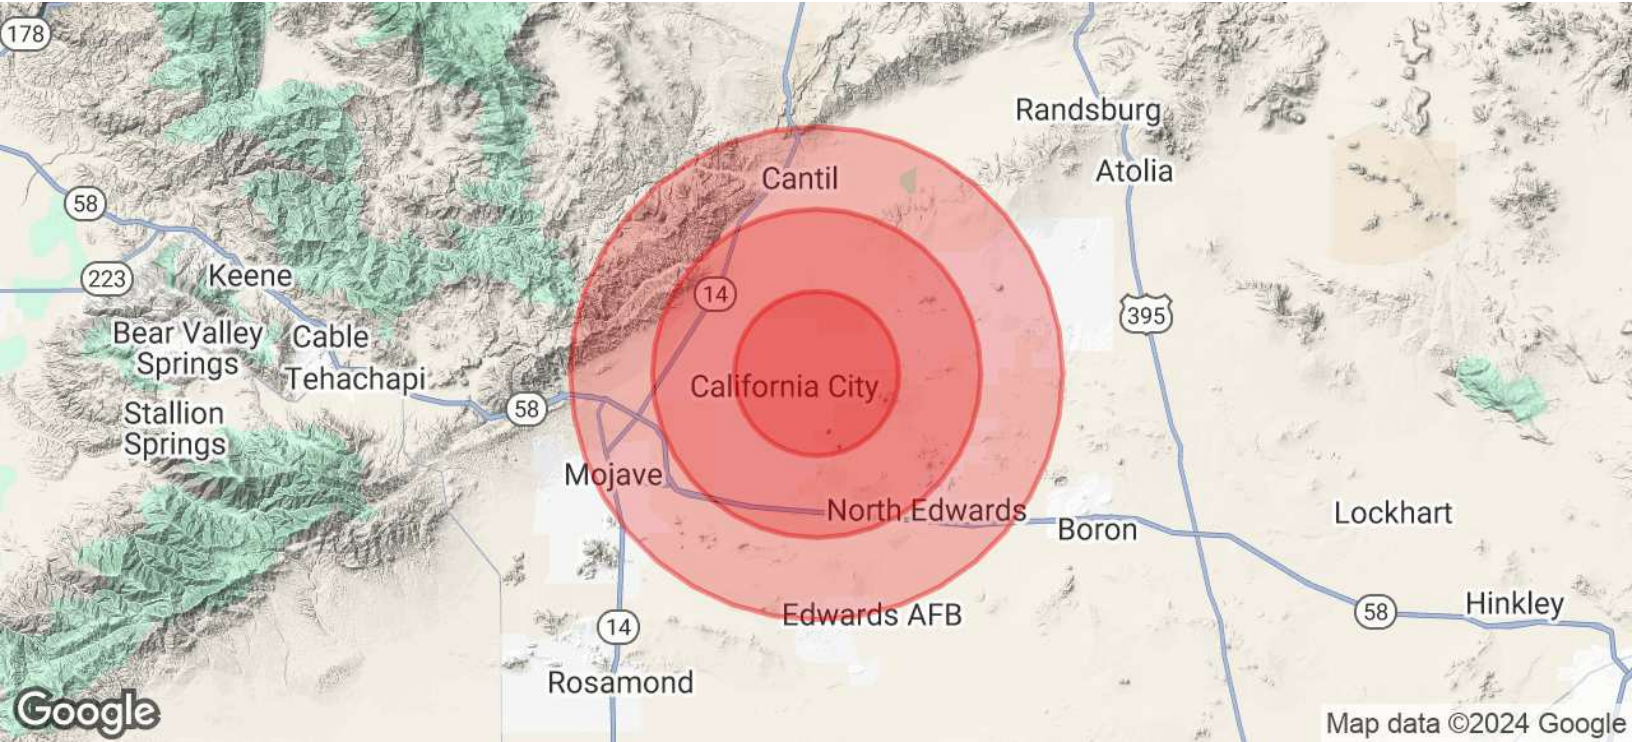 178
Randsburg
Atolia
Cantil
58
223
Keene
14
395
Bear Valley
Springs
Cable
Tehachapi
California City
58
Stallion
Springs
Mojave
North Edwards
Boron
Lockhart
Edwards AFB
58
Hinkley
14
Rosamond
Google
Map data ©2024 Google